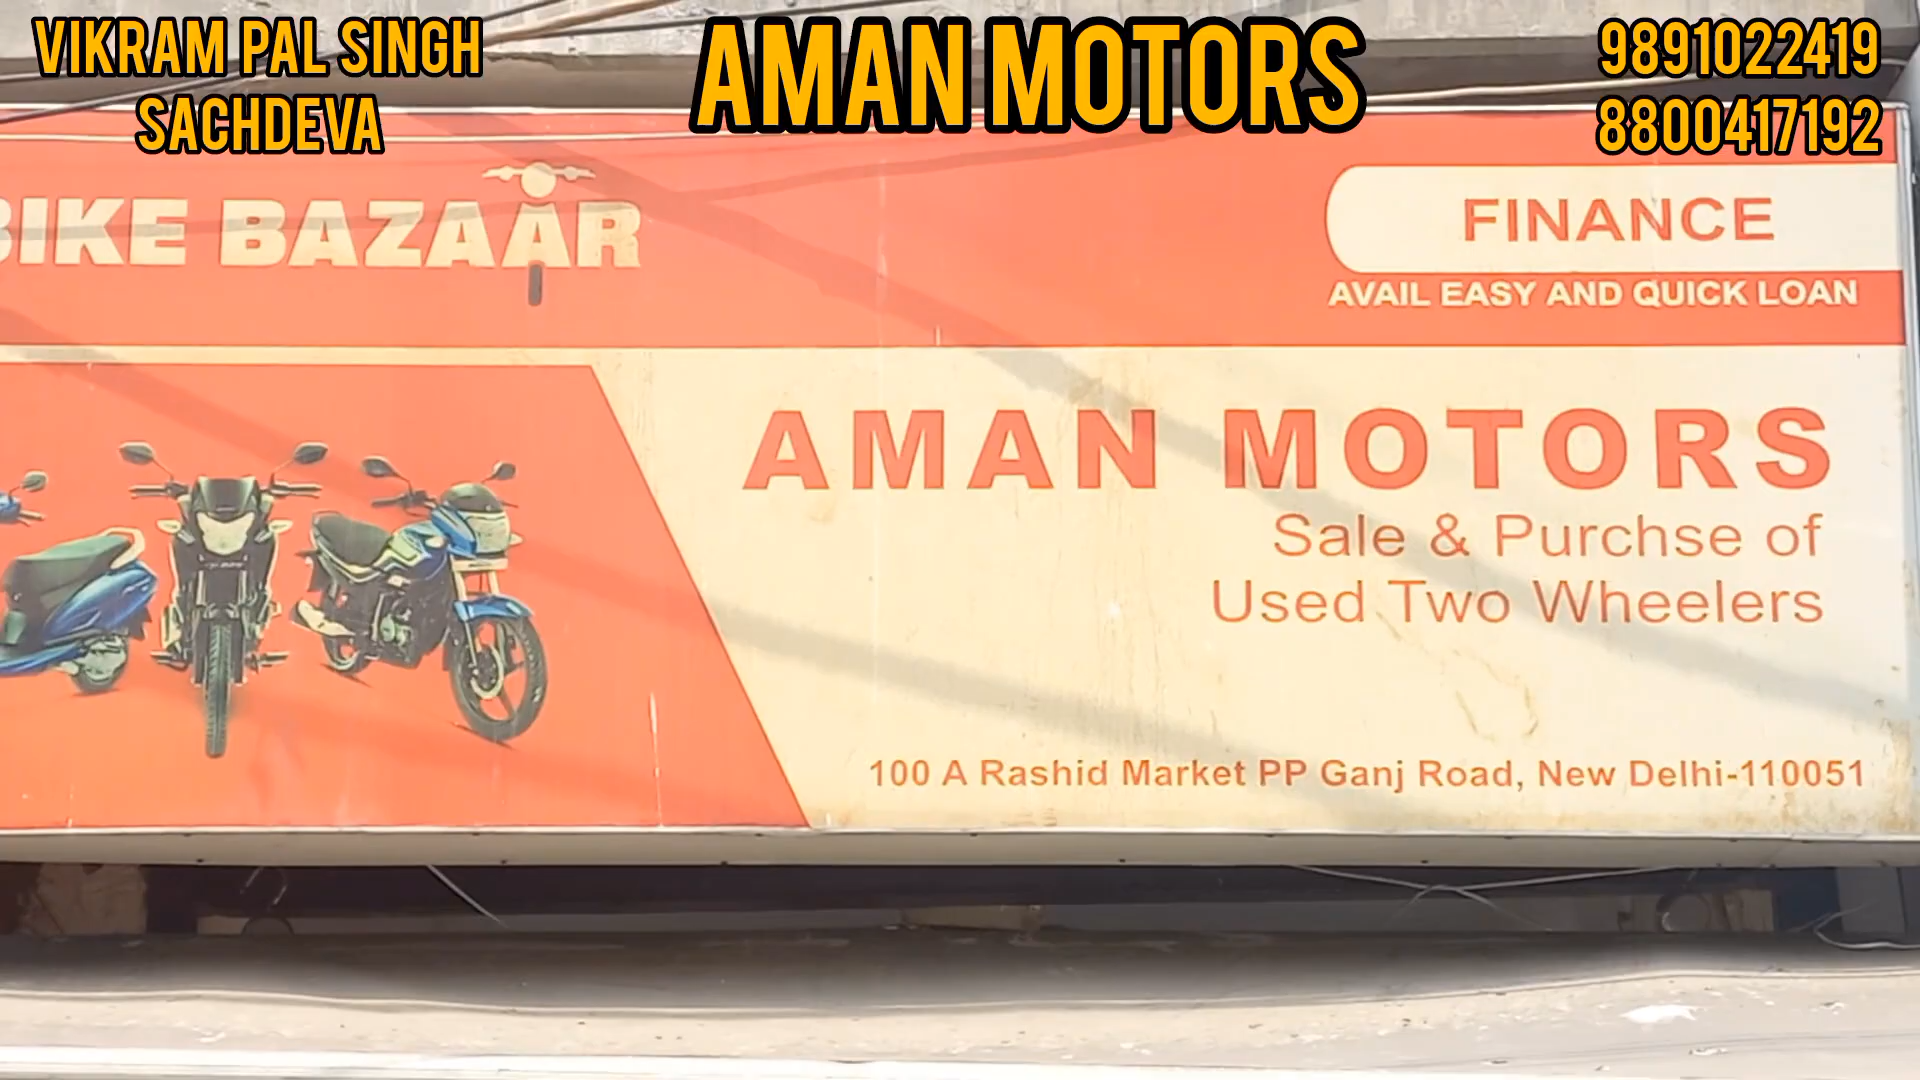 VIKRAM PAL SINGH
SACHDEVA
AMAN MOTORS
9891022419
8800417192
BIKE BAZAAR
FINANCE
AVAIL EASY AND QUICK LOAN
AMAN MOTORS
Sale & Purchse of
Used Two Wheelers
100 A Rashid Market PP Ganj Road, New Delhi-110051